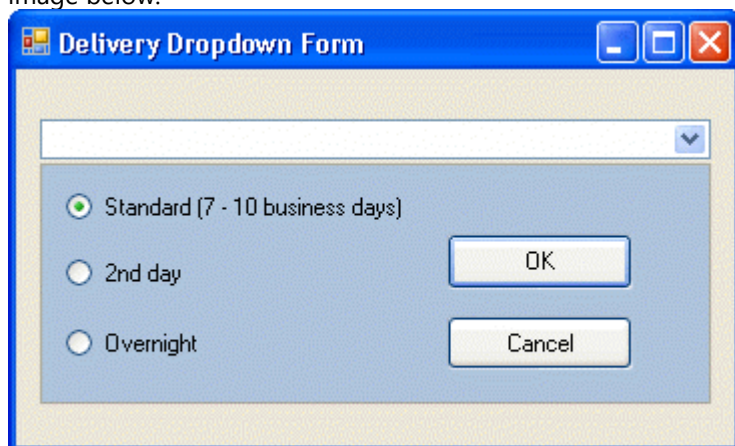 image below.
Delivery Dropdown Form
Standard (7 - 10 business days)
OK
2nd day
Overnight
Cancel